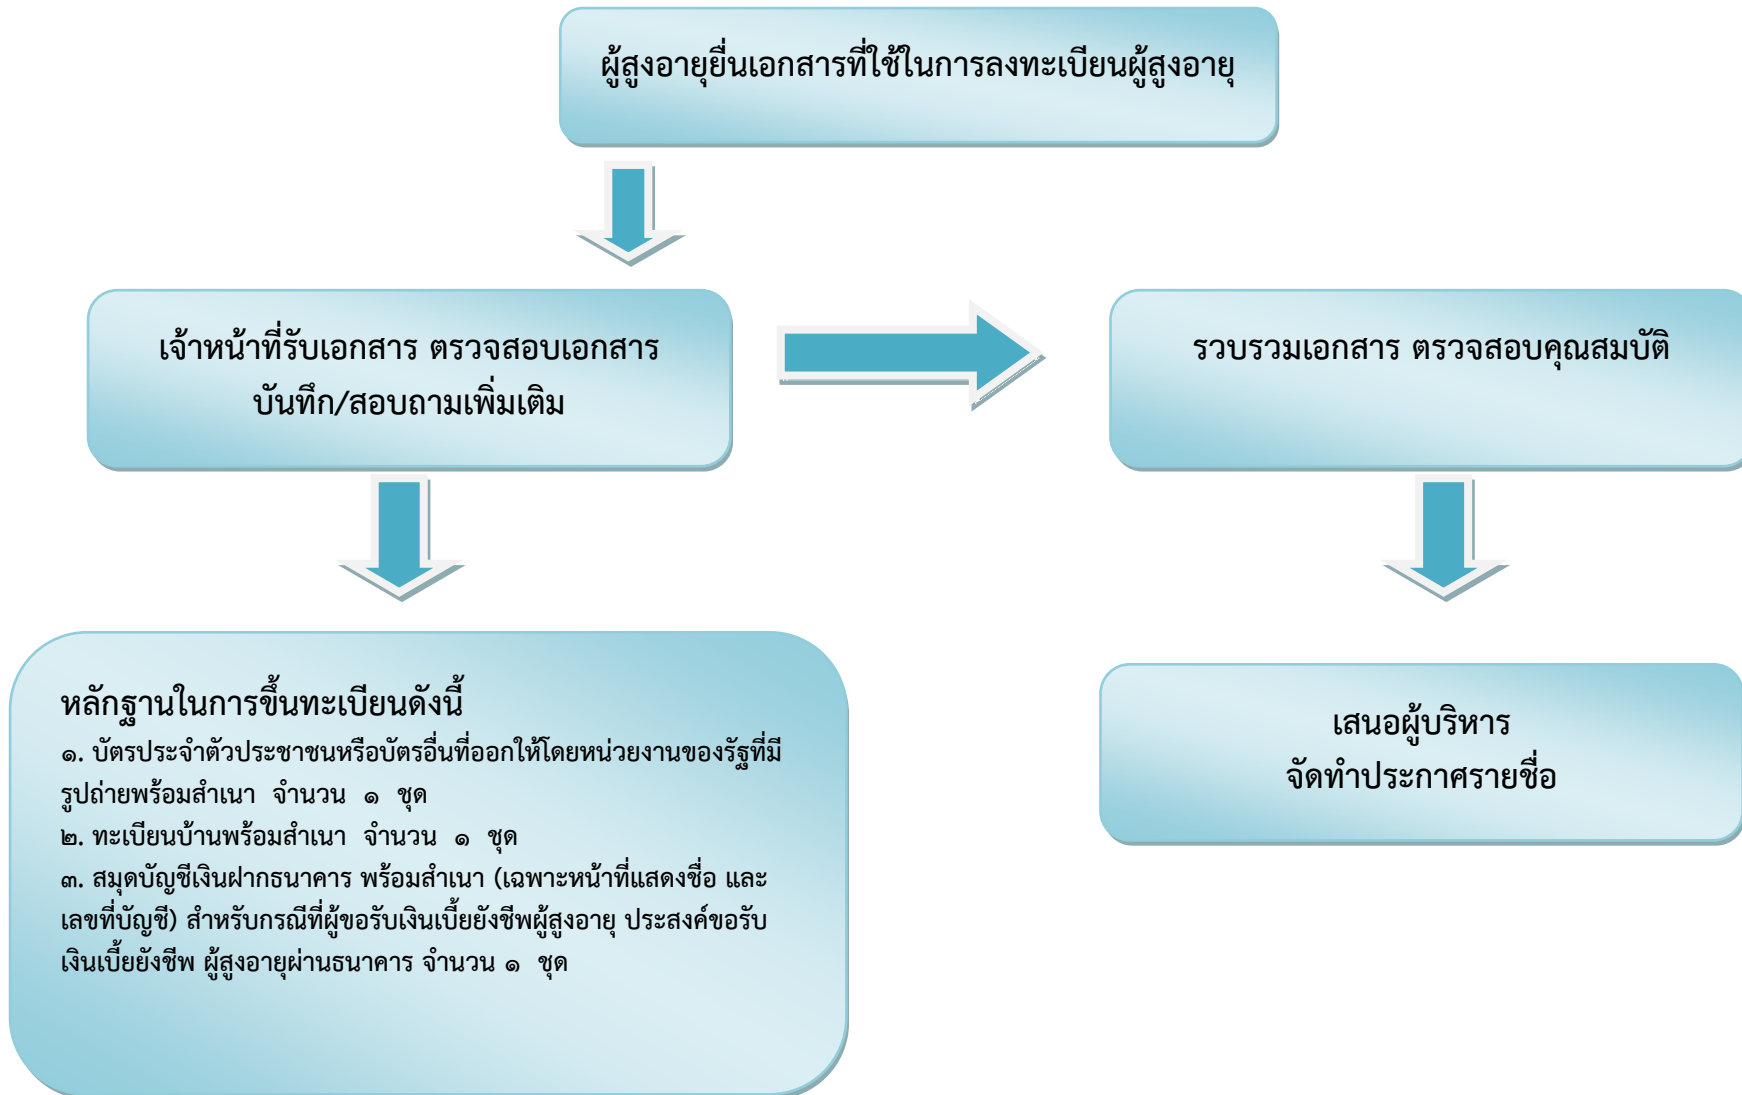 ผู้สูงอายุยื่นเอกสารที่ใช้ในการลงทะเบียนผู้สูงอายุ
เจ้าหน้าที่รับเอกสาร ตรวจสอบเอกสาร
บันทึก/สอบถามเพิ่มเติม
รวบรวมเอกสาร ตรวจสอบคุณสมบัติ
หลักฐานในการขึ้นทะเบียนดังนี้
๑. บัตรประจำตัวประชาชนหรือบัตรอื่นที่ออกให้โดยหน่วยงานของรัฐที่มี
รูปถ่ายพร้อมสำเนา จำนวน ๑ ชุด
๒. ทะเบียนบ้านพร้อมสำเนา จำนวน ๑ ชุด
๓. สมุดบัญชีเงินฝากธนาคาร พร้อมสำเนา (เฉพาะหน้าที่แสดงชื่อ และ
เลขที่บัญชี) สำหรับกรณีที่ผู้ขอรับเงินเบี้ยยังชีพผู้สูงอายุ ประสงค์ขอรับ
เงินเบี้ยยังชีพ ผู้สูงอายุผ่านธนาคาร จำนวน ๑ ชุด
เสนอผู้บริหาร
จัดทำประกาศรายชื่อ